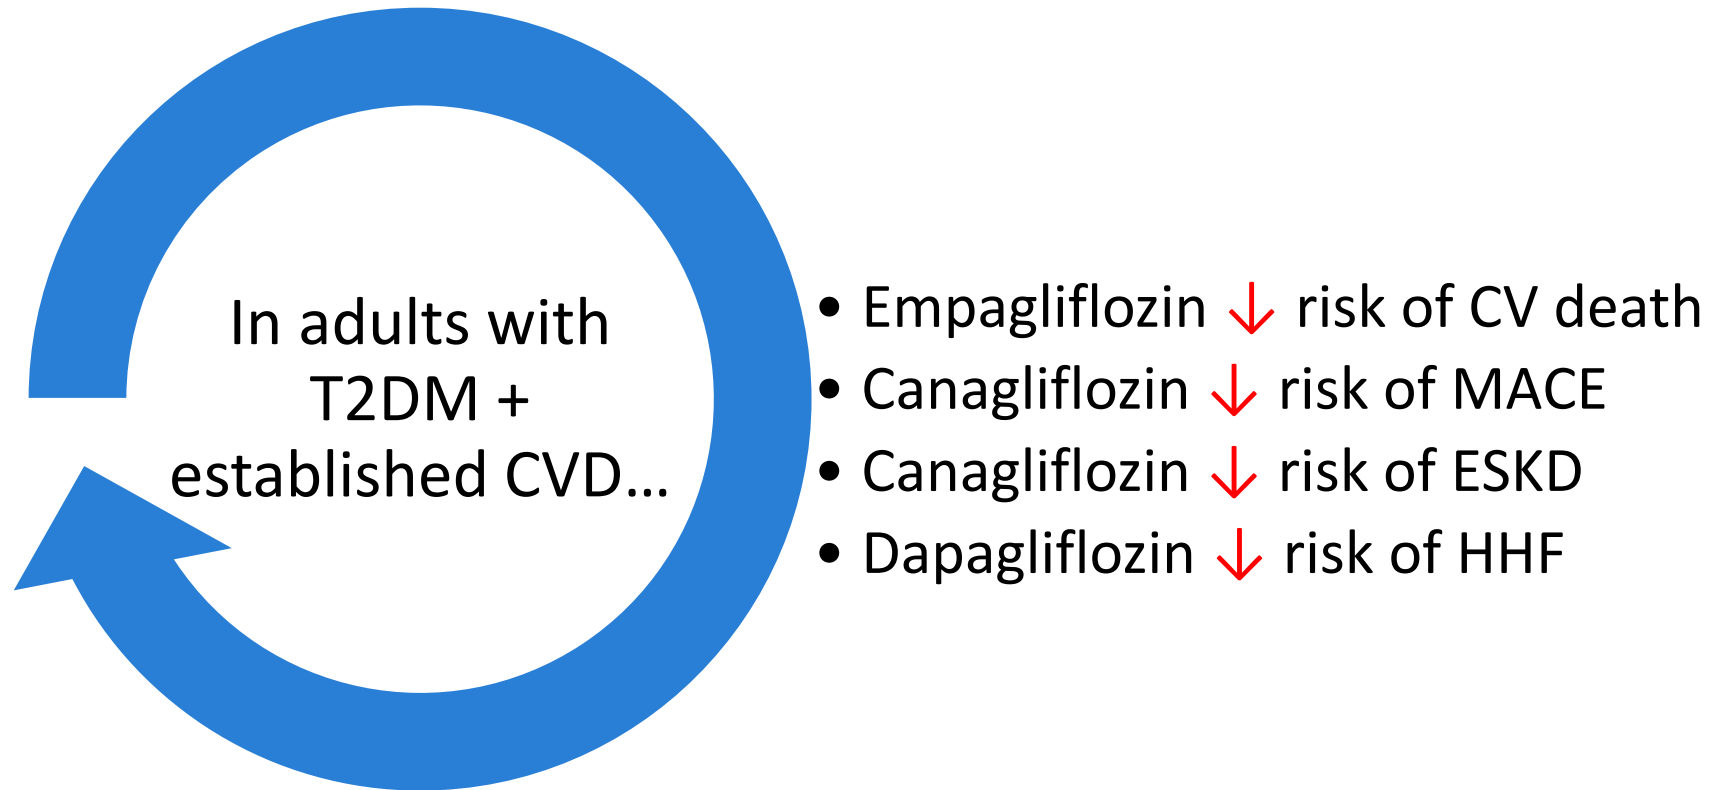 In adults with
T2DM +
established CVD...
• Empagliflozin ↓ risk of CV death
• Canagliflozin ↓ risk of MACE
• Canagliflozin ↓ risk of ESKD
• Dapagliflozin ↓ risk of HHF